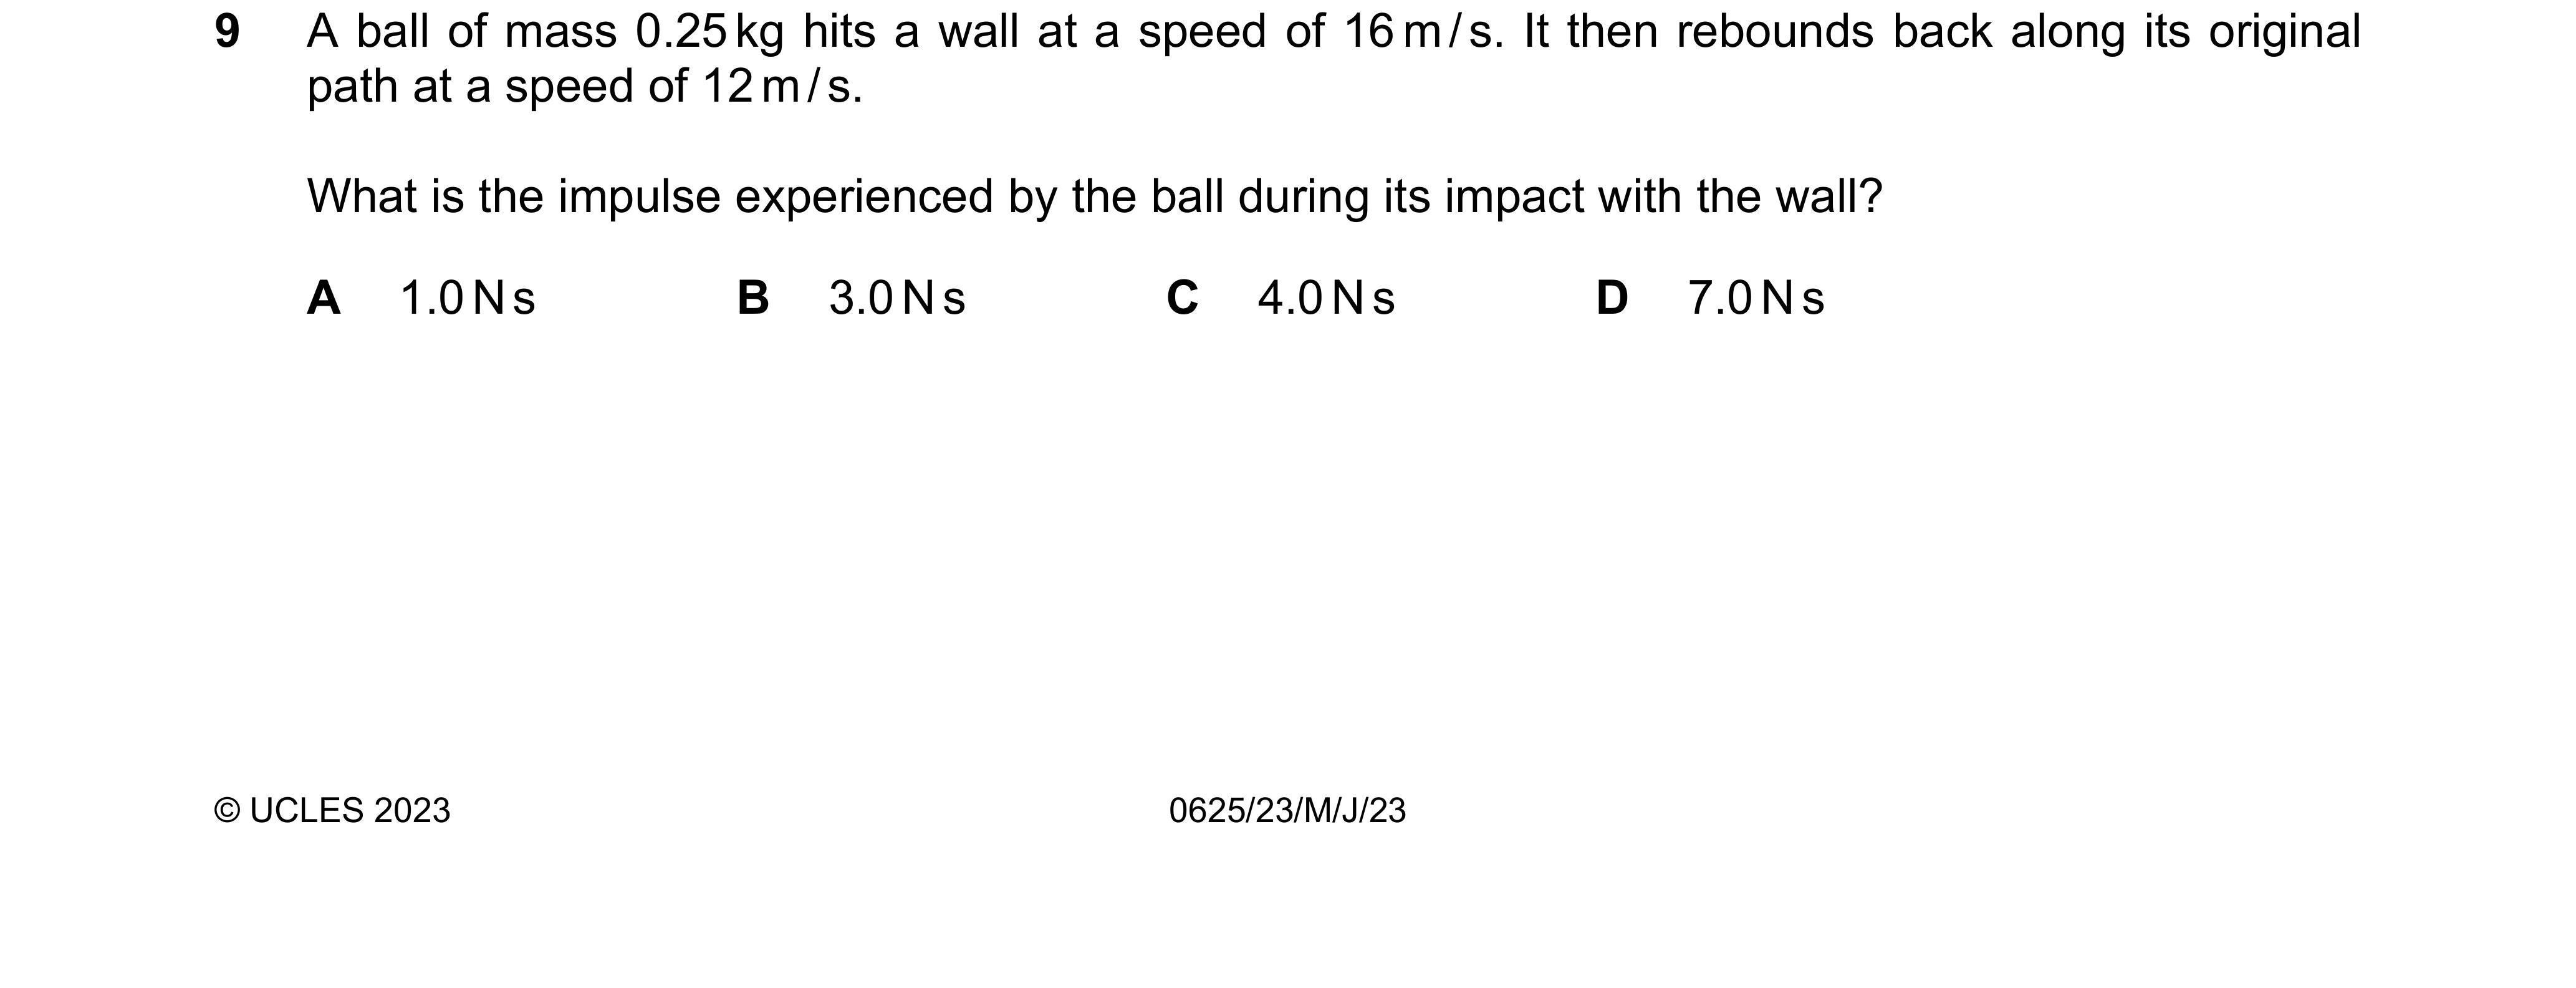 9 A ball of mass 0.25 kg hits a wall at a speed of 16 m/s. It then rebounds back along its original
path at a speed of 12 m/s.
What is the impulse experienced by the ball during its impact with the wall?
A 1.0 N s B 3.0 N s C 4.0 N s D 7.0 N s
© UCLES 2023 0625/23/M/J/23